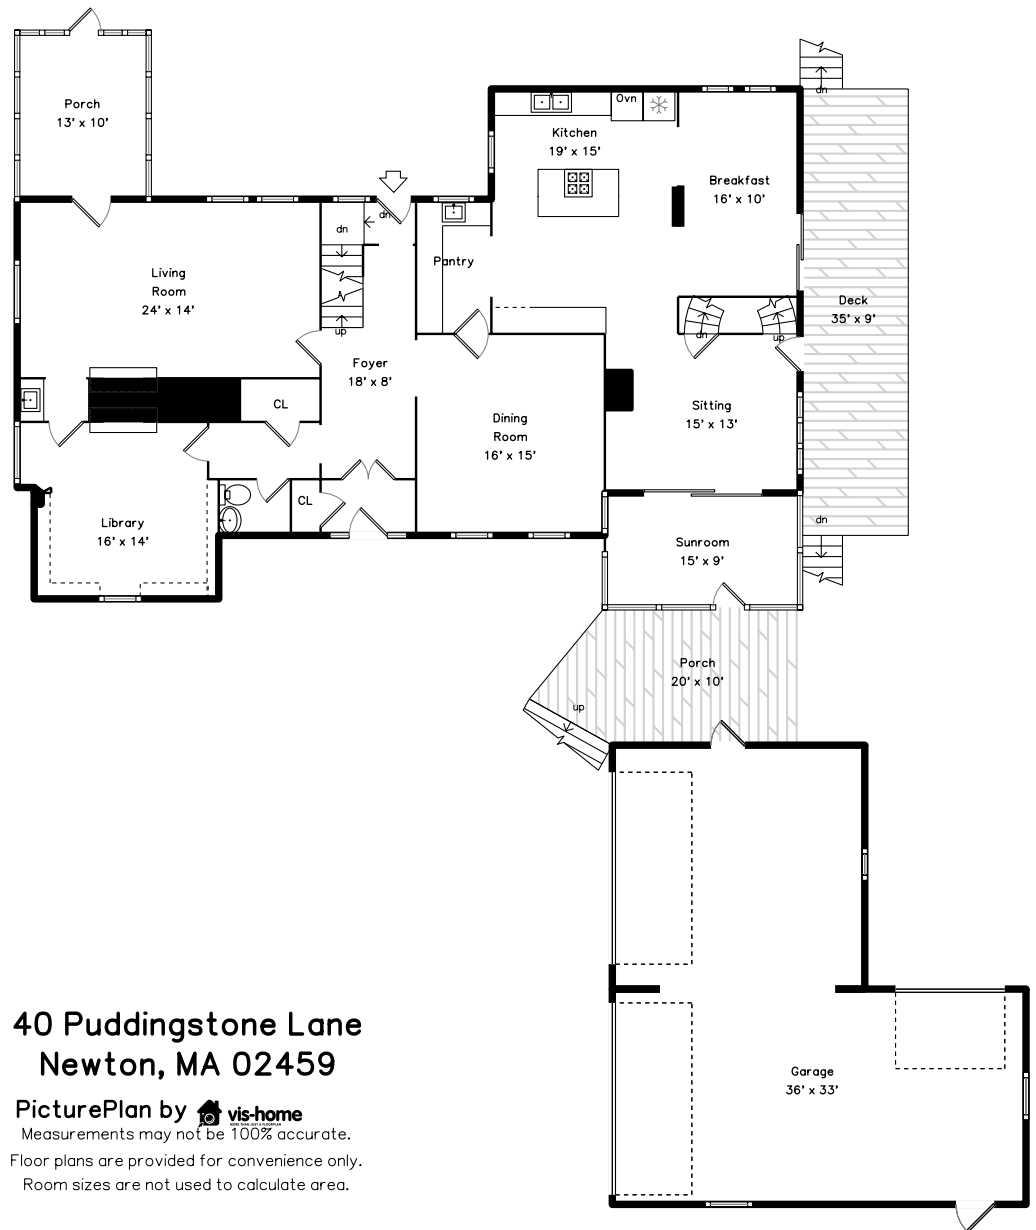 Porch
13' x 10'
Ovn
Kitchen
19' x 15'
dn
Breakfast
16' x 10'
dn
dn
Pantry
Living
Room
24' x 14'
Deck
35' x 9'
up
dn
up
Foyer
18' x 8'
CL
Sitting
15' x 13'
Dining
Room
16' x 15'
CL
Library
16' x 14'
dn
Sunroom
15' x 9'
Porch
20' x 10'
up
Garage
36' x 33'
40 Puddingstone Lane
Newton, MA 02459
PicturePlan by vis-home
MORE THAN JUST A FLOORPLAN
Measurements may not be 100% accurate.
Floor plans are provided for convenience only.
Room sizes are not used to calculate area.